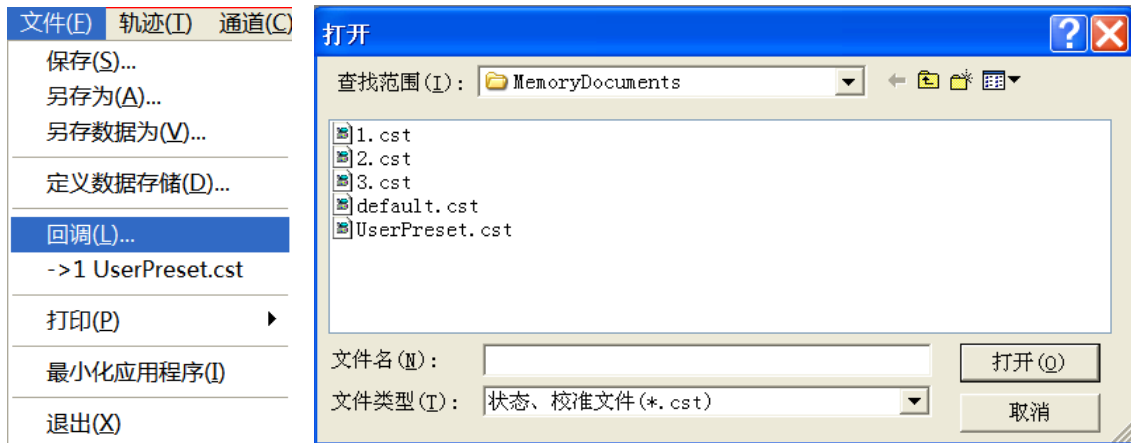 文件(F) 轨迹(T) 通道(C)
保存(S)...
另存为(A)...
另存数据为(V)...
定义数据存储(D)...
回调(L)...
->1 UserPreset.cst
打印(P)
最小化应用程序(I)
退出(X)
打开
查找范围(I): MemoryDocuments
1.cst
2.cst
3.cst
default.cst
UserPreset.cst
文件名(N):
打开(O)
文件类型(T): 状态、校准文件(*.cst)
取消